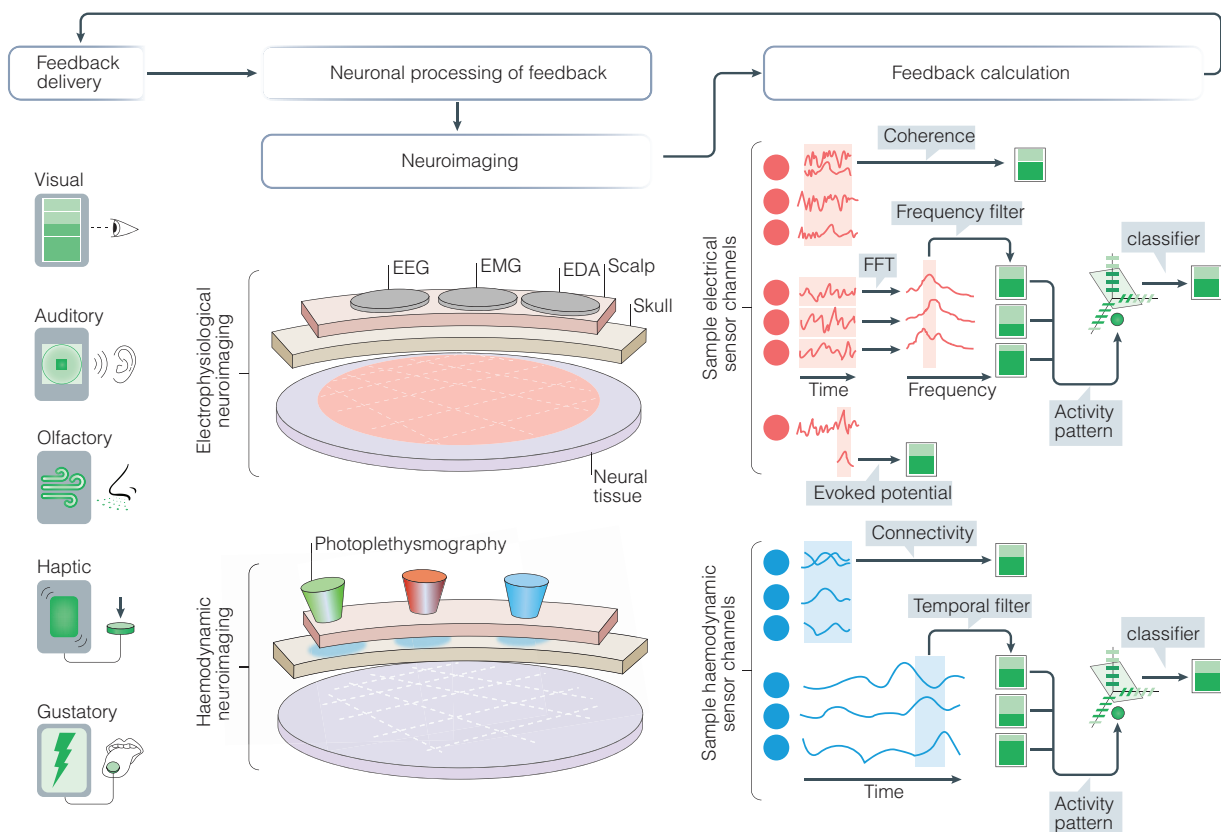 Feedback
delivery
Neuronal processing of feedback
Feedback calculation
Neuroimaging
Visual
Auditory
Olfactory
Haptic
Gustatory
Electrophysiological
neuroimaging
EEG
EMG
EDA
Scalp
Skull
Neural
tissue
Haemodynamic
neuroimaging
Photoplethysmography
Sample electrical
sensor channels
Coherence
Frequency filter
FFT
classifier
Time
Frequency
Activity
pattern
Evoked potential
Sample haemodynamic
sensor channels
Connectivity
Temporal filter
classifier
Time
Activity
pattern